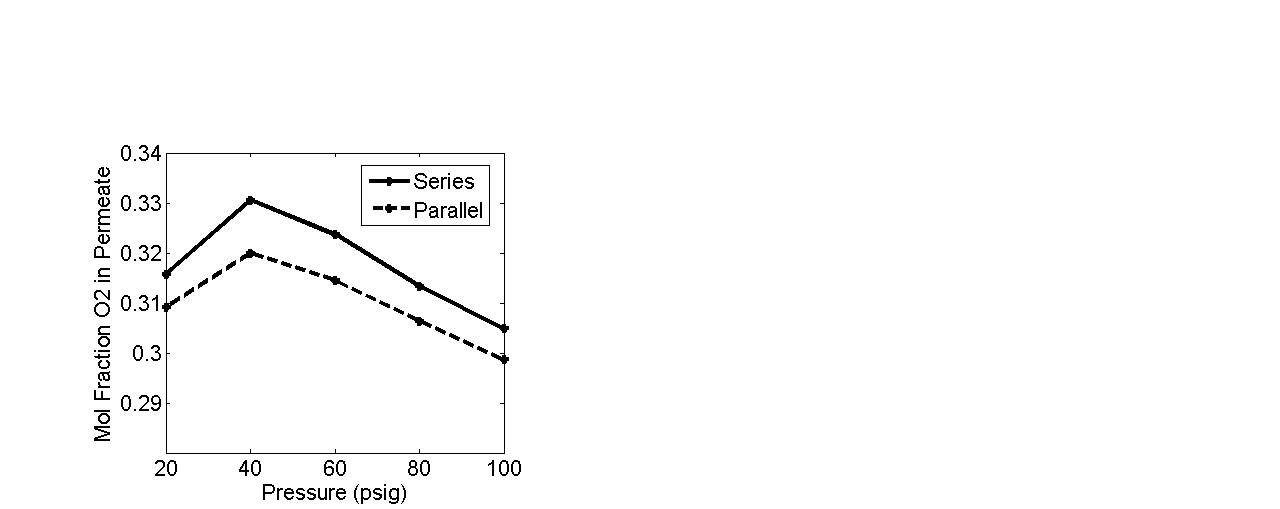 0.34
0.33
0.32
0.31
0.3
0.29
Mol Fraction O2 in Permeate
Series
Parallel
20 40 60 80 100
Pressure (psig)